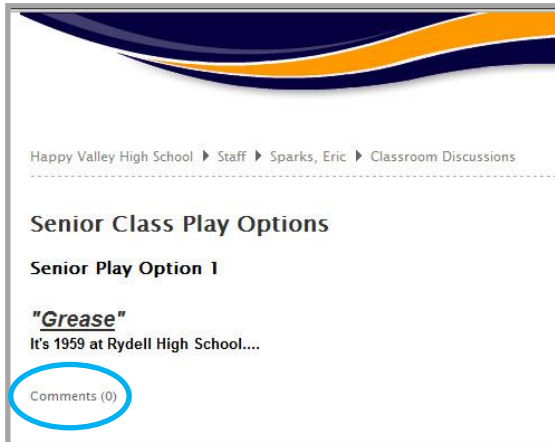 Happy Valley High School ▶ Staff ▶ Sparks, Eric ▶ Classroom Discussions
Senior Class Play Options
Senior Play Option 1
"Grease"
It's 1959 at Rydell High School....
Comments (0)